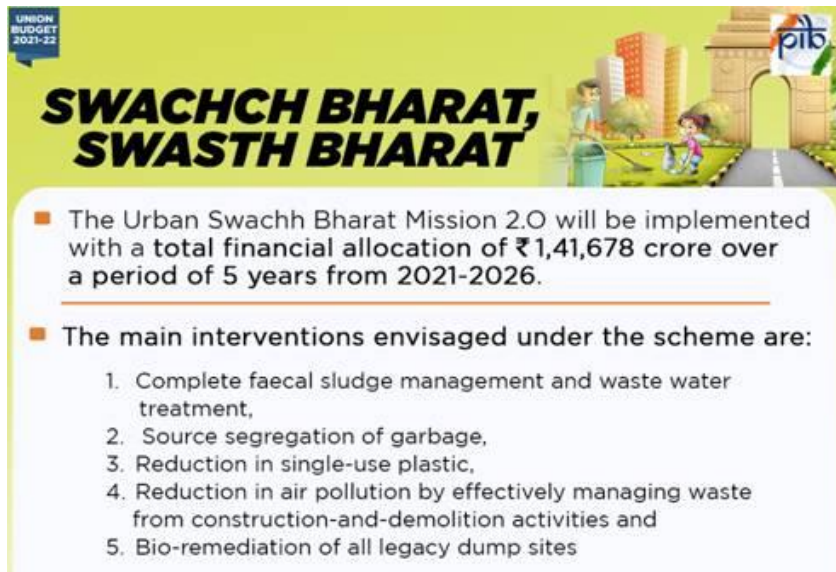 UNION
BUDGET
2021-22
pib
SWACHCH BHARAT,
SWASTH BHARAT
The Urban Swachh Bharat Mission 2.O will be implemented
with a total financial allocation of ₹1,41,678 crore over
a period of 5 years from 2021-2026.
The main interventions envisaged under the scheme are:
1. Complete faecal sludge management and waste water
treatment,
2. Source segregation of garbage,
3. Reduction in single-use plastic,
4. Reduction in air pollution by effectively managing waste
from construction-and-demolition activities and
5. Bio-remediation of all legacy dump sites